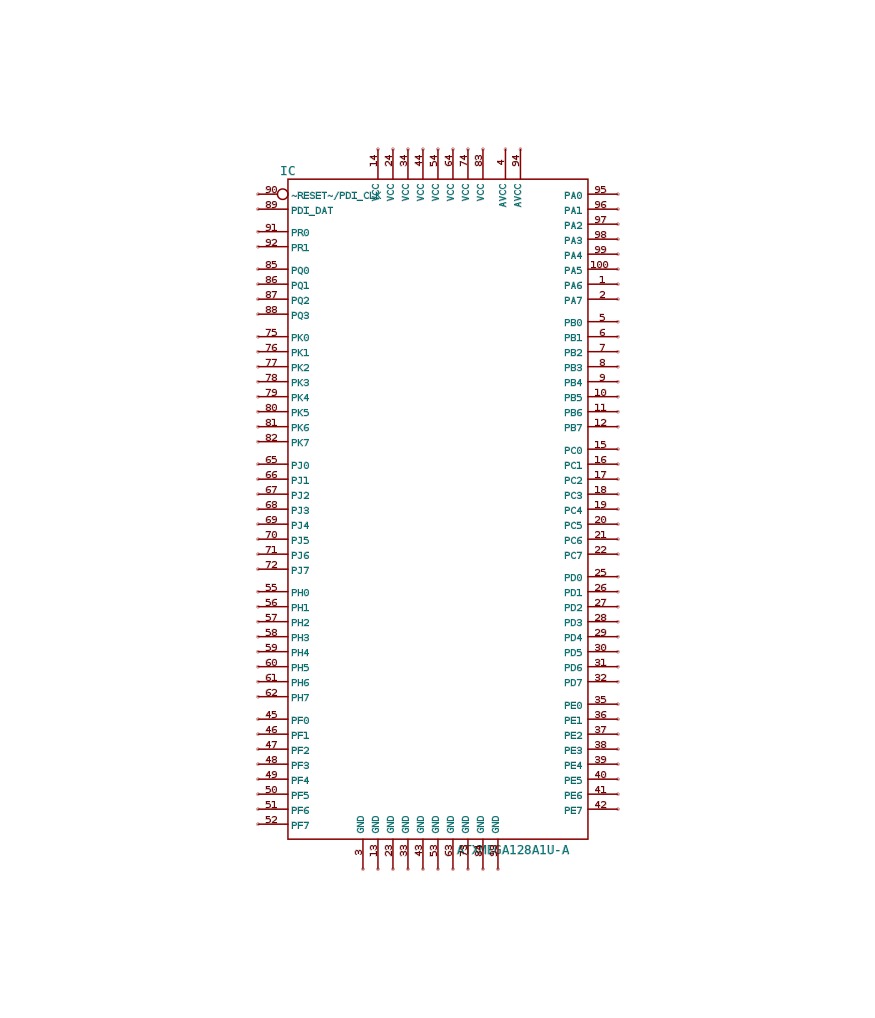 14 24 34 44 54 64 74 83 4 94
IC
VCC VCC VCC VCC VCC VCC VCC VCC AVCC AVCC
90 ~RESET~/PDI_CLK PA0 95
89 PDI_DAT PA1 96
PA2 97
91 PR0 PA3 98
92 PR1 PA4 99
85 PQ0 PA5 100
86 PQ1 PA6 1
87 PQ2 PA7 2
88 PQ3 PB0 5
75 PK0 PB1 6
76 PK1 PB2 7
77 PK2 PB3 8
78 PK3 PB4 9
79 PK4 PB5 10
80 PK5 PB6 11
81 PK6 PB7 12
82 PK7 PC0 15
65 PJ0 PC1 16
66 PJ1 PC2 17
67 PJ2 PC3 18
68 PJ3 PC4 19
69 PJ4 PC5 20
70 PJ5 PC6 21
71 PJ6 PC7 22
72 PJ7 PD0 25
55 PH0 PD1 26
56 PH1 PD2 27
57 PH2 PD3 28
58 PH3 PD4 29
59 PH4 PD5 30
60 PH5 PD6 31
61 PH6 PD7 32
62 PH7 PE0 35
45 PF0 PE1 36
46 PF1 PE2 37
47 PF2 PE3 38
48 PF3 PE4 39
49 PF4 PE5 40
50 PF5 PE6 41
51 PF6 PE7 42
52 PF7
GND GND GND GND GND GND GND GND GND GND
3 13 23 33 43 53 63 73 84 93
ATXMEGA128A1U-A